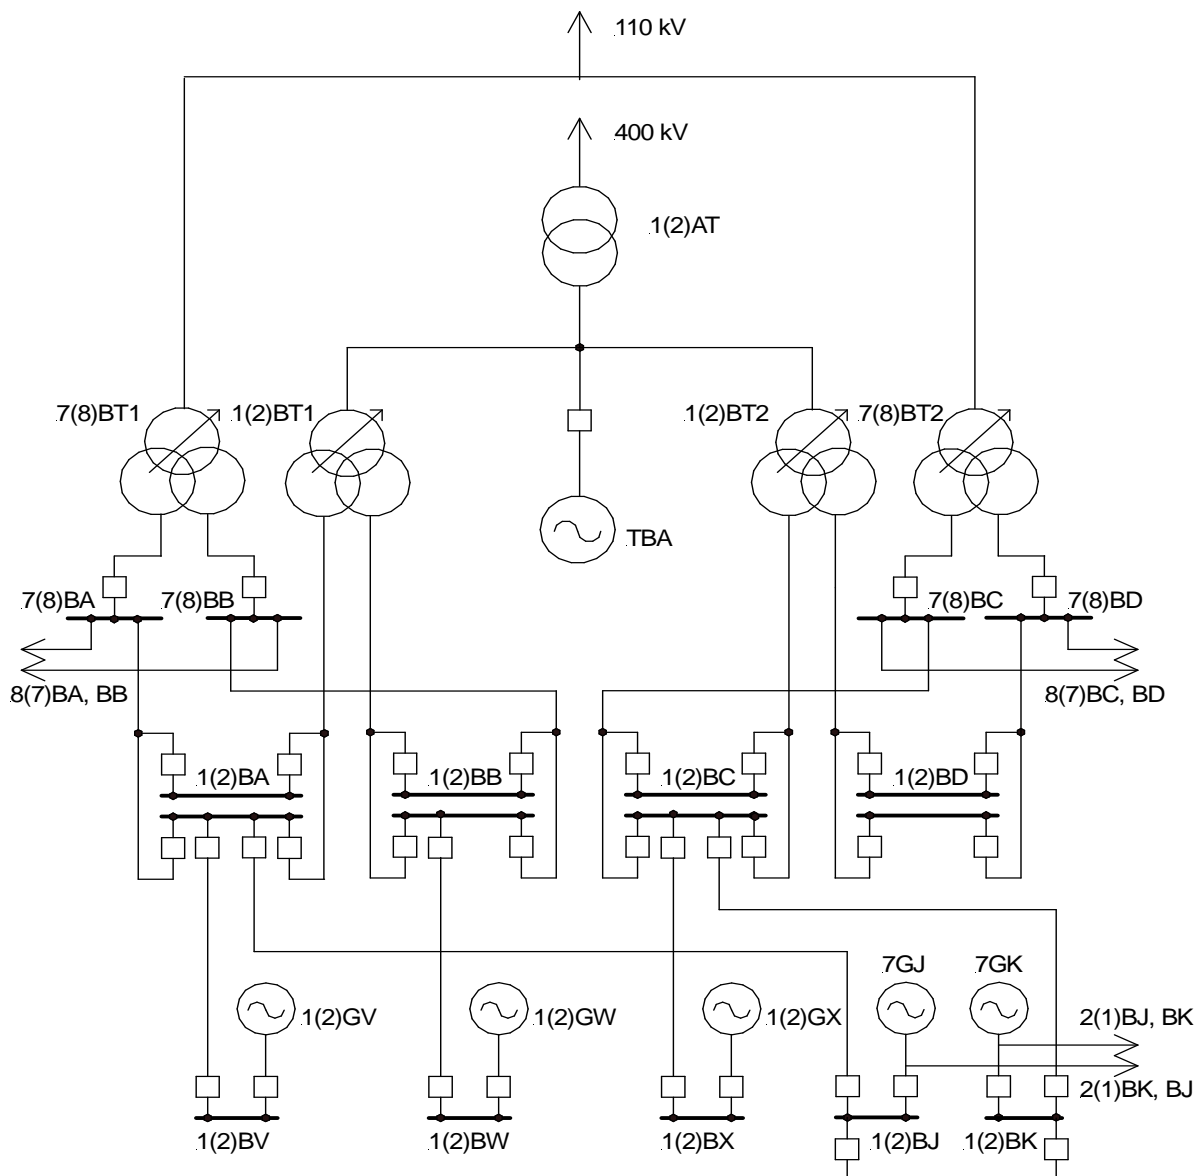 110 kV
400 kV
1(2)AT
7(8)BT1
1(2)BT1
1(2)BT2
7(8)BT2
TBA
7(8)BA
7(8)BB
7(8)BC
7(8)BD
8(7)BA, BB
8(7)BC, BD
1(2)BA
1(2)BB
1(2)BC
1(2)BD
7GJ
7GK
1(2)GV
1(2)GW
1(2)GX
2(1)BJ, BK
2(1)BK, BJ
1(2)BV
1(2)BW
1(2)BX
1(2)BJ
1(2)BK